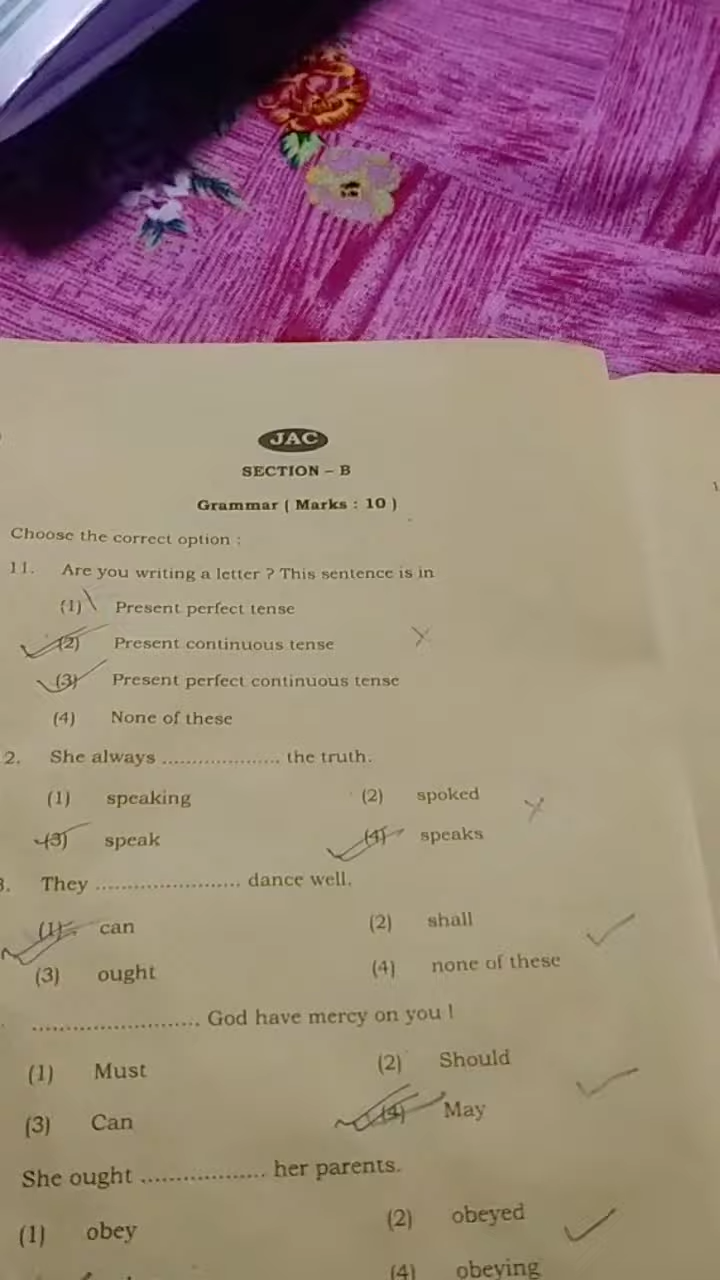 JAC
SECTION – B
Grammar ( Marks : 10 )
Choose the correct option :
11. Are you writing a letter ? This sentence is in
(1) Present perfect tense
(2) Present continuous tense
(3) Present perfect continuous tense
(4) None of these
2. She always .................... the truth.
(1) speaking (2) spoked
(3) speak (4) speaks
3. They ........................ dance well.
(1) can (2) shall
(3) ought (4) none of these
........................... God have mercy on you !
(1) Must (2) Should
(3) Can (4) May
She ought .................. her parents.
(1) obey (2) obeyed
(4) obeying